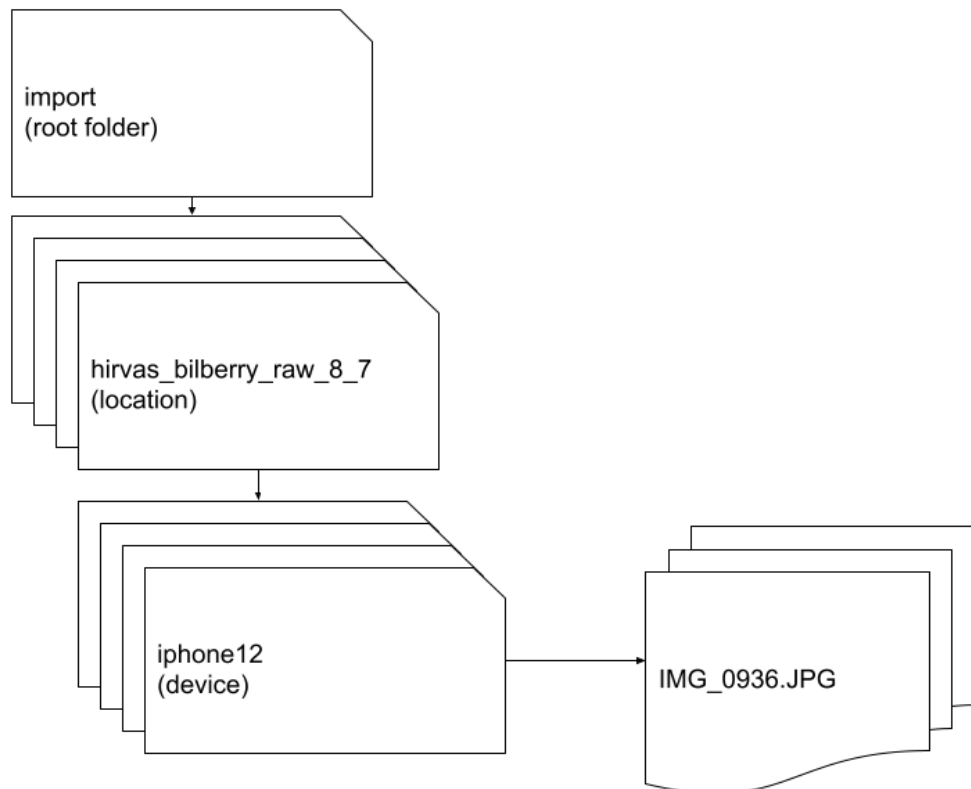 import
(root folder)
hirvas_bilberry_raw_8_7
(location)
iphone12
(device)
IMG_0936.JPG